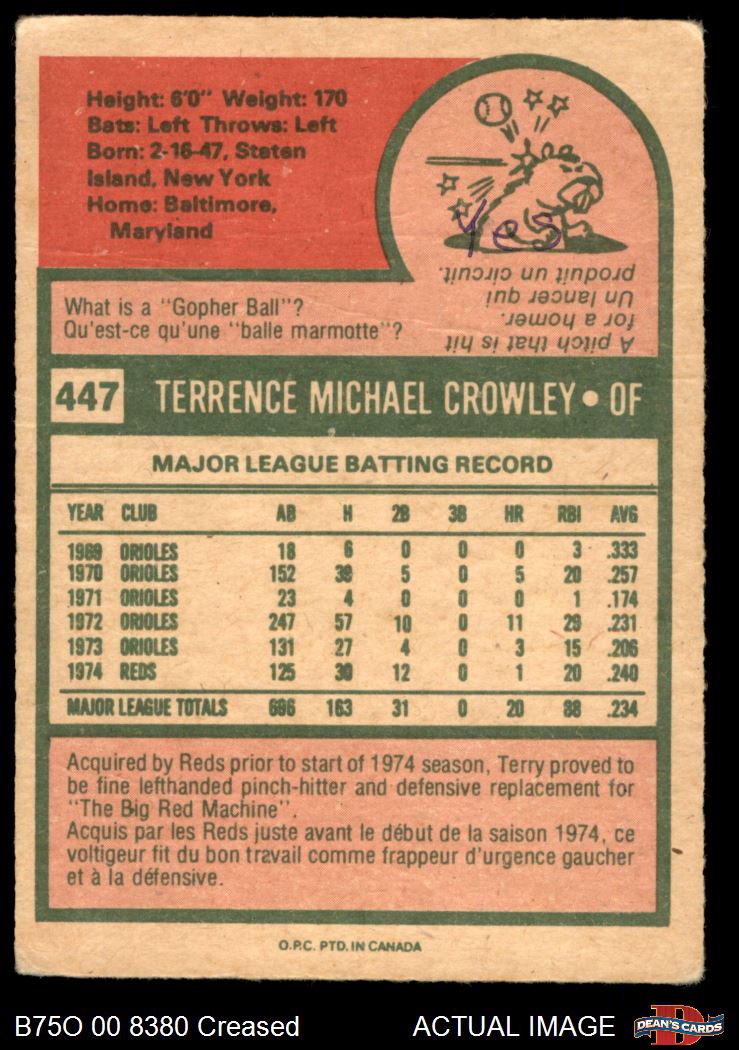 Height: 6'0" Weight: 170
Bats: Left Throws: Left
Born: 2-16-47, Staten
Island, New York
Home: Baltimore,
Maryland
Yes
What is a "Gopher Ball"?
Qu'est-ce qu'une "balle marmotte"?
A pitch that is hit
for a homer.
Un lancer qui
produit un circuit.
447 TERRENCE MICHAEL CROWLEY • OF
MAJOR LEAGUE BATTING RECORD
YEAR CLUB AB H 2B 3B HR RBI AVG
1969 ORIOLES 18 6 0 0 0 3 .333
1970 ORIOLES 152 39 5 0 5 20 .257
1971 ORIOLES 23 4 0 0 0 1 .174
1972 ORIOLES 247 57 10 0 11 29 .231
1973 ORIOLES 131 27 4 0 3 15 .206
1974 REDS 125 30 12 0 1 20 .240
MAJOR LEAGUE TOTALS 696 163 31 0 20 88 .234
Acquired by Reds prior to start of 1974 season, Terry proved to
be fine lefthanded pinch-hitter and defensive replacement for
"The Big Red Machine".
Acquis par les Reds juste avant le début de la saison 1974, ce
voltigeur fit du bon travail comme frappeur d'urgence gaucher
et à la défensive.
O.P.C. PTD. IN CANADA
B75O 00 8380 Creased ACTUAL IMAGE
DEAN'S CARDS